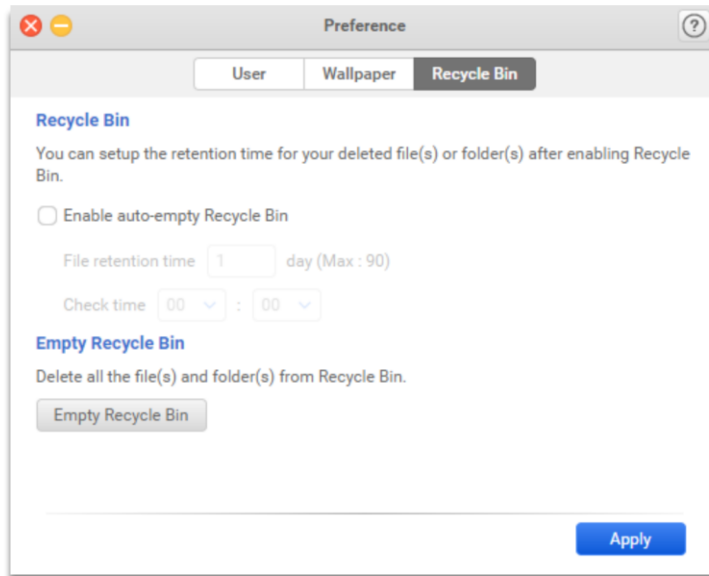 Preference
?
User Wallpaper Recycle Bin
Recycle Bin
You can setup the retention time for your deleted file(s) or folder(s) after enabling Recycle
Bin.
Enable auto-empty Recycle Bin
File retention time 1 day (Max : 90)
Check time 00 : 00
Empty Recycle Bin
Delete all the file(s) and folder(s) from Recycle Bin.
Empty Recycle Bin
Apply